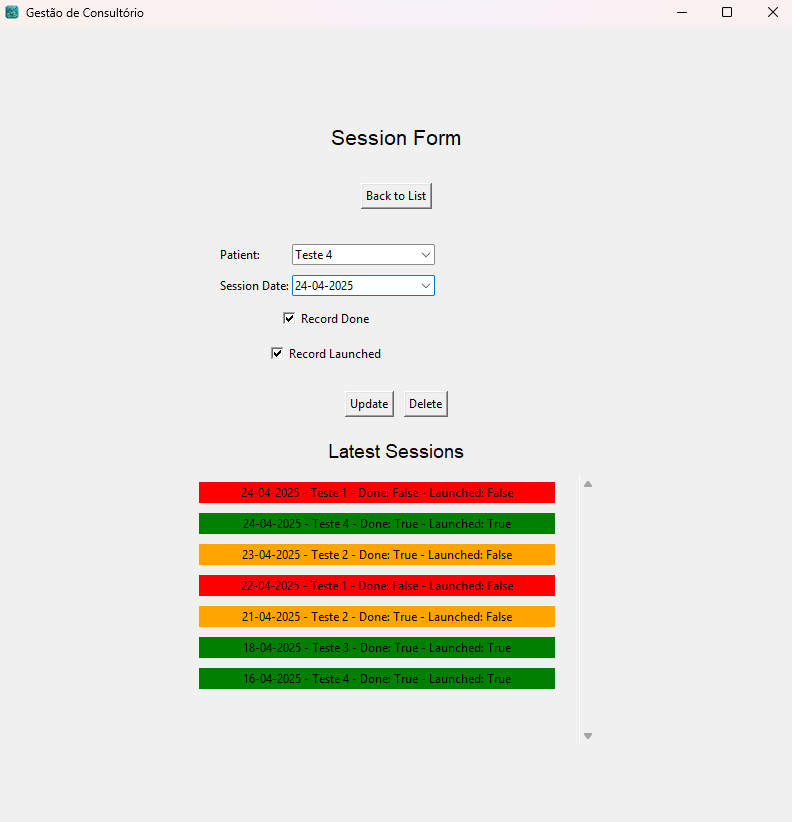 Gestão de Consultório
Session Form
Back to List
Patient: Teste 4
Session Date: 24-04-2025
Record Done
Record Launched
Update Delete
Latest Sessions
24-04-2025 - Teste 1 - Done: False - Launched: False
24-04-2025 - Teste 4 - Done: True - Launched: True
23-04-2025 - Teste 2 - Done: True - Launched: False
22-04-2025 - Teste 1 - Done: False - Launched: False
21-04-2025 - Teste 2 - Done: True - Launched: False
18-04-2025 - Teste 3 - Done: True - Launched: True
16-04-2025 - Teste 4 - Done: True - Launched: True